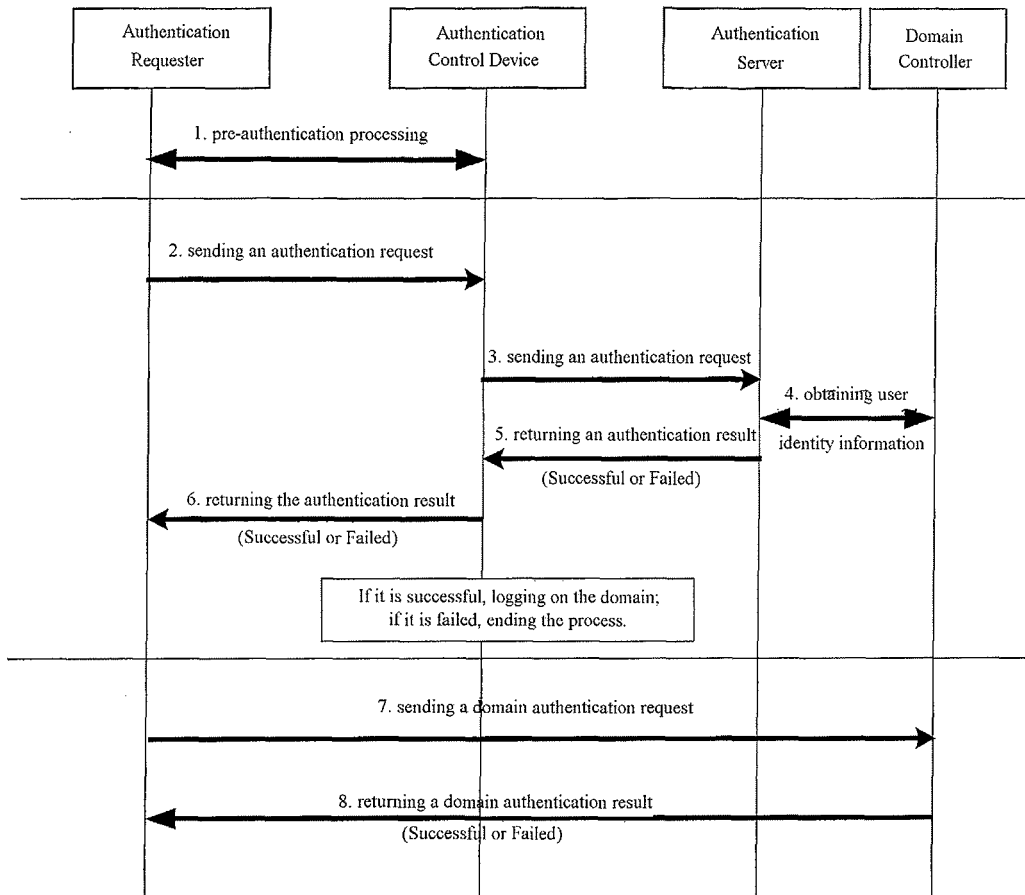 Authentication
Requester
Authentication
Control Device
Authentication
Server
Domain
Controller
1. pre-authentication processing
2. sending an authentication request
3. sending an authentication request
4. obtaining user
identity information
5. returning an authentication result
(Successful or Failed)
6. returning the authentication result
(Successful or Failed)
If it is successful, logging on the domain;
if it is failed, ending the process.
7. sending a domain authentication request
8. returning a domain authentication result
(Successful or Failed)